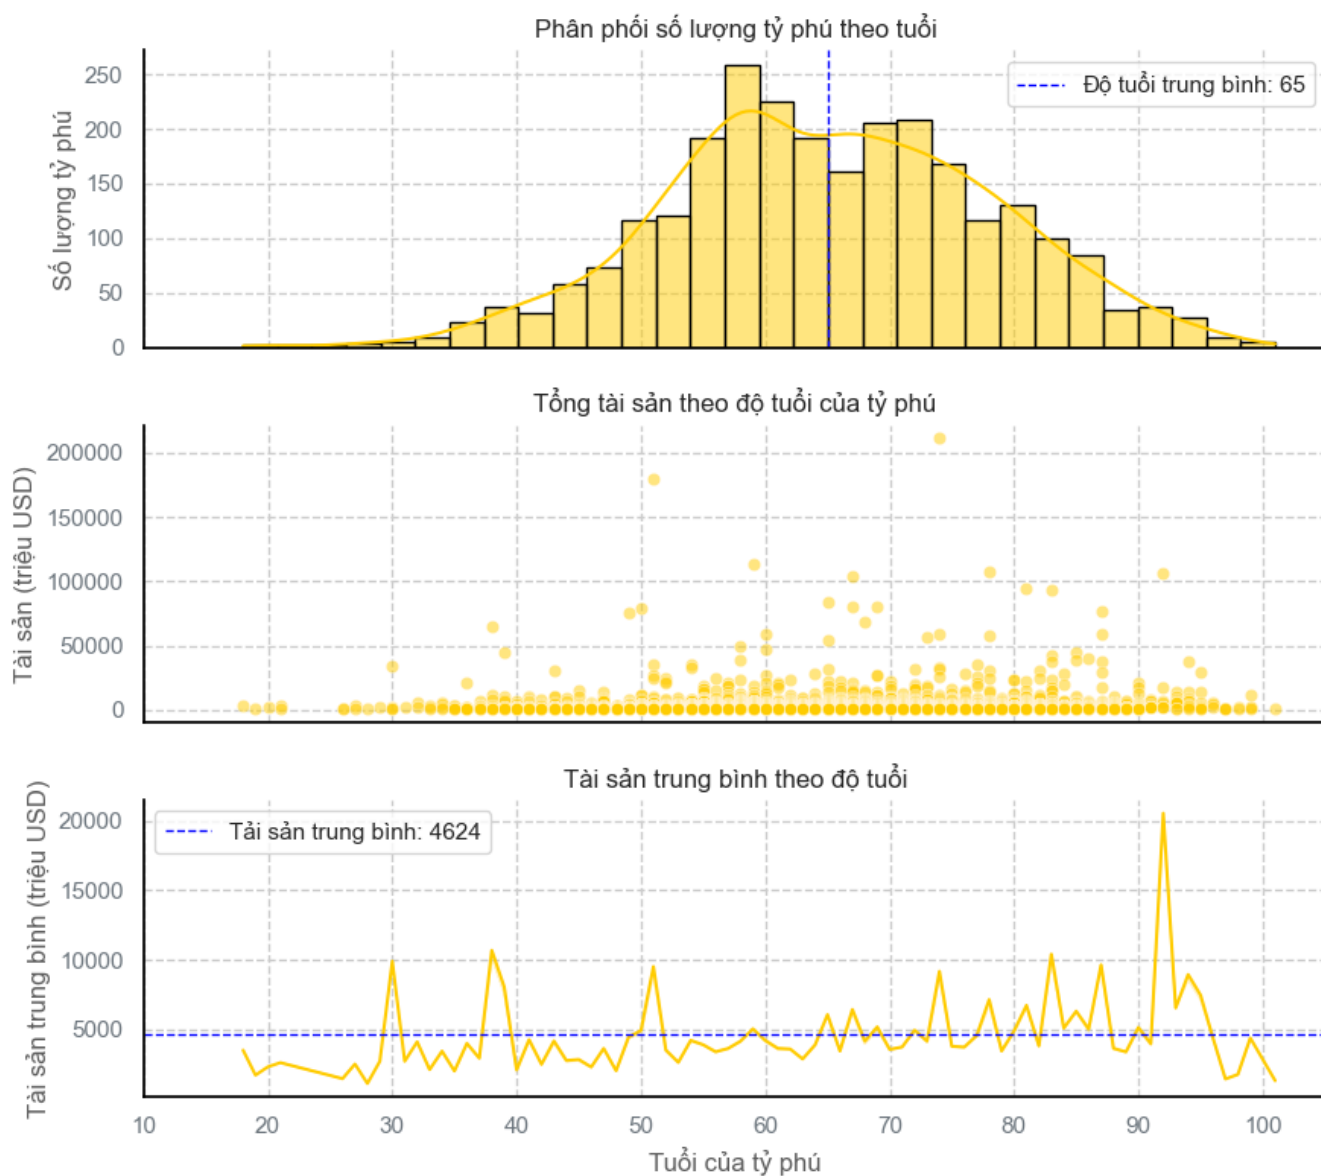 Phân phối số lượng tỷ phú theo tuổi
250
200
150
100
50
0
Số lượng tỷ phú
Độ tuổi trung bình: 65
Tổng tài sản theo độ tuổi của tỷ phú
200000
150000
100000
50000
0
Tài sản (triệu USD)
Tài sản trung bình theo độ tuổi
20000
15000
10000
5000
Tài sản trung bình (triệu USD)
Tải sản trung bình: 4624
10 20 30 40 50 60 70 80 90 100
Tuổi của tỷ phú